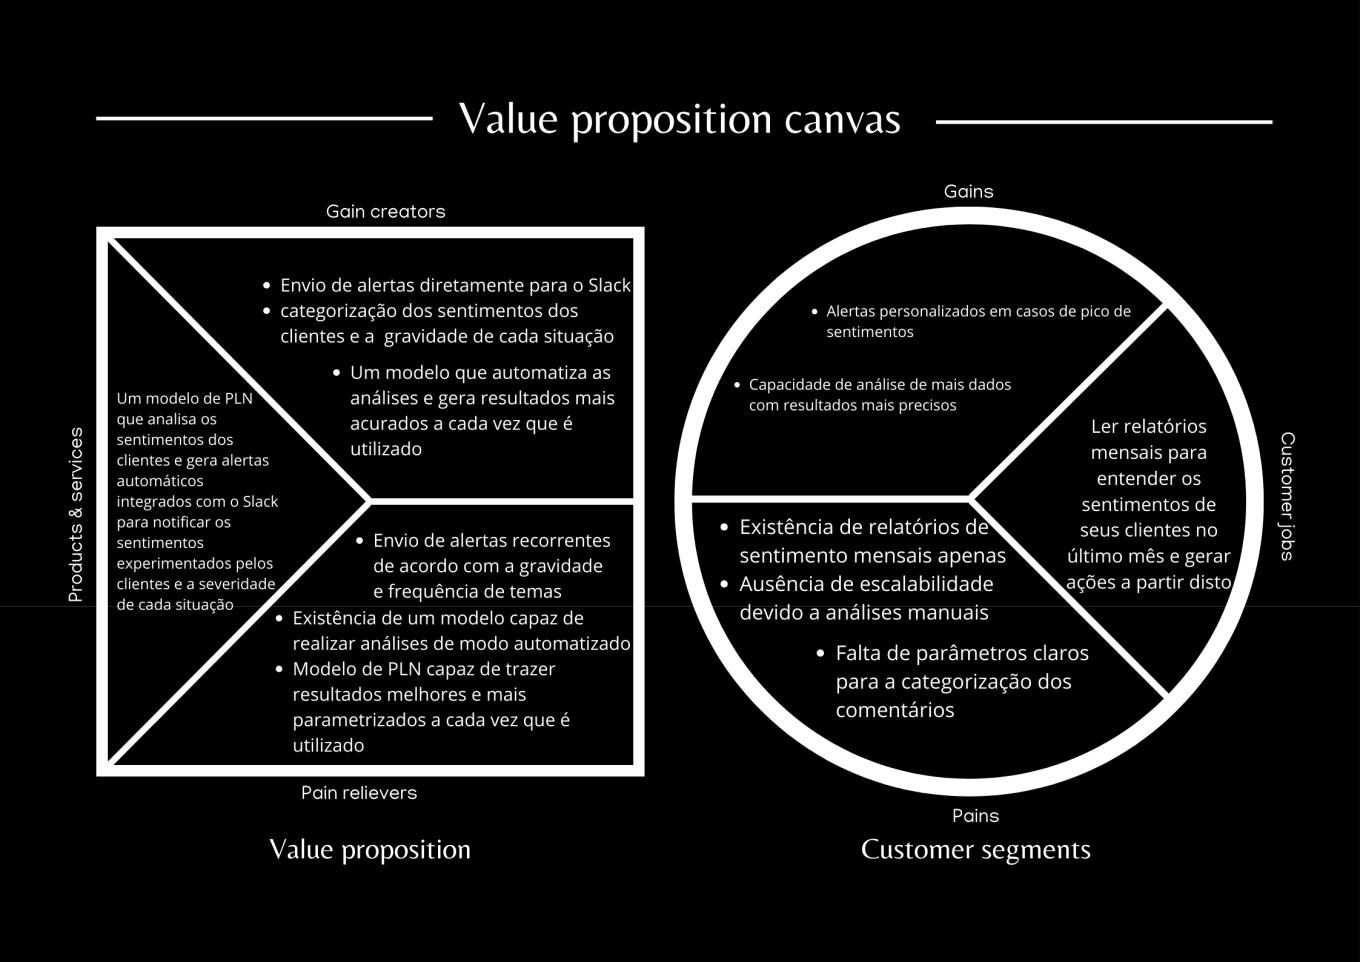 Value proposition canvas
Gain creators
• Envio de alertas diretamente para o Slack
• categorização dos sentimentos dos
clientes e a gravidade de cada situação
• Um modelo que automatiza as
análises e gera resultados mais
acurados a cada vez que é
utilizado
Products & services
Um modelo de PLN
que analisa os
sentimentos dos
clientes e gera alertas
automáticos
integrados com o Slack
para notificar os
sentimentos
experimentados pelos
clientes e a severidade
de cada situação
• Envio de alertas recorrentes
de acordo com a gravidade
e frequência de temas
• Existência de um modelo capaz de
realizar análises de modo automatizado
• Modelo de PLN capaz de trazer
resultados melhores e mais
parametrizados a cada vez que é
utilizado
Pain relievers
Value proposition
Gains
• Alertas personalizados em casos de pico de
sentimentos
• Capacidade de análise de mais dados
com resultados mais precisos
Ler relatórios
mensais para
entender os
sentimentos de
seus clientes no
último mês e gerar
ações a partir disto
Customer jobs
• Existência de relatórios de
sentimento mensais apenas
• Ausência de escalabilidade
devido a análises manuais
• Falta de parâmetros claros
para a categorização dos
comentários
Pains
Customer segments